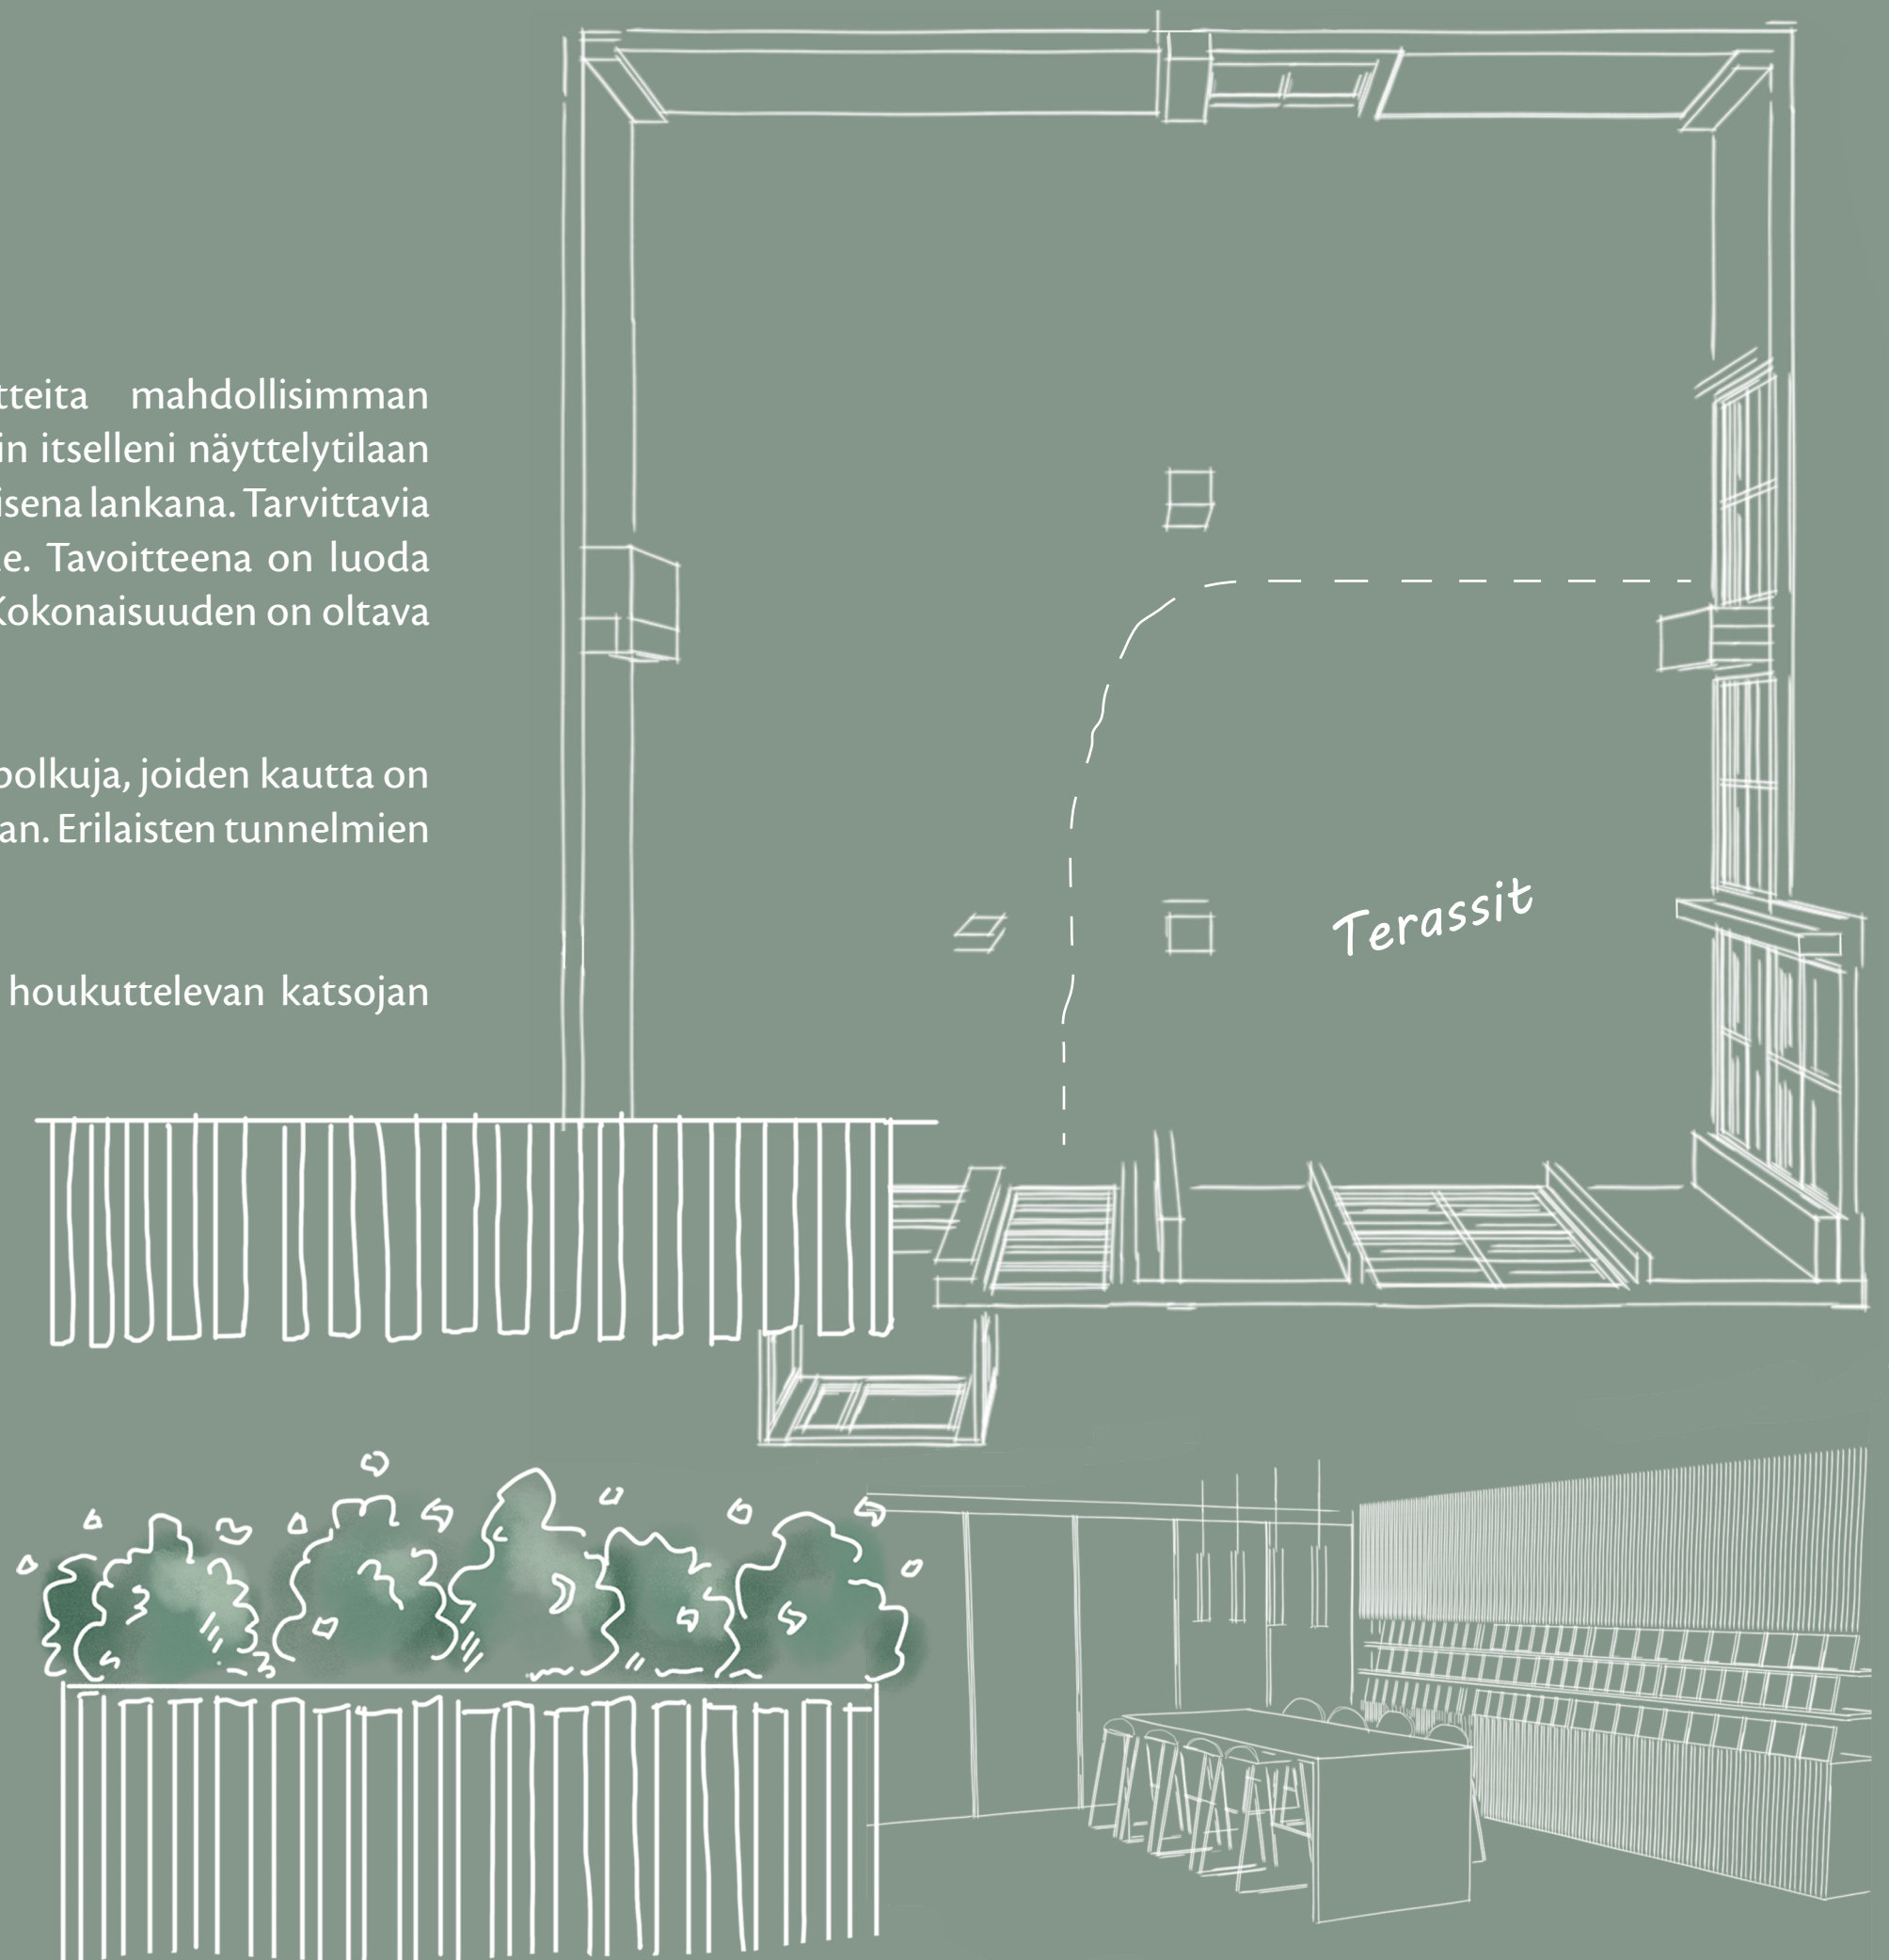 tteita mahdollisimman
in itselleni näyttelytilaan
isena lankana. Tarvittavia
e. Tavoitteena on luoda
Kokonaisuuden on oltava
polkuja, joiden kautta on
an. Erilaisten tunnelmien
houkuttelevan katsojan
Terassit